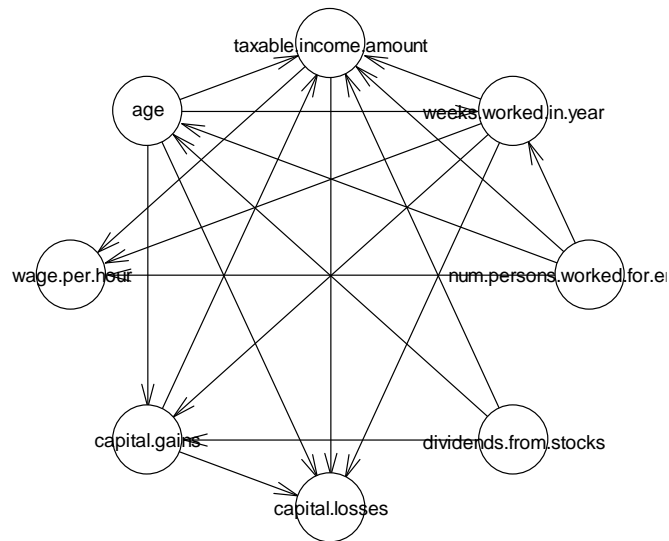 taxable.income.amount
age
weeks.worked.in.year
wage.per.hour
num.persons.worked.for.em
capital.gains
dividends.from.stocks
capital.losses